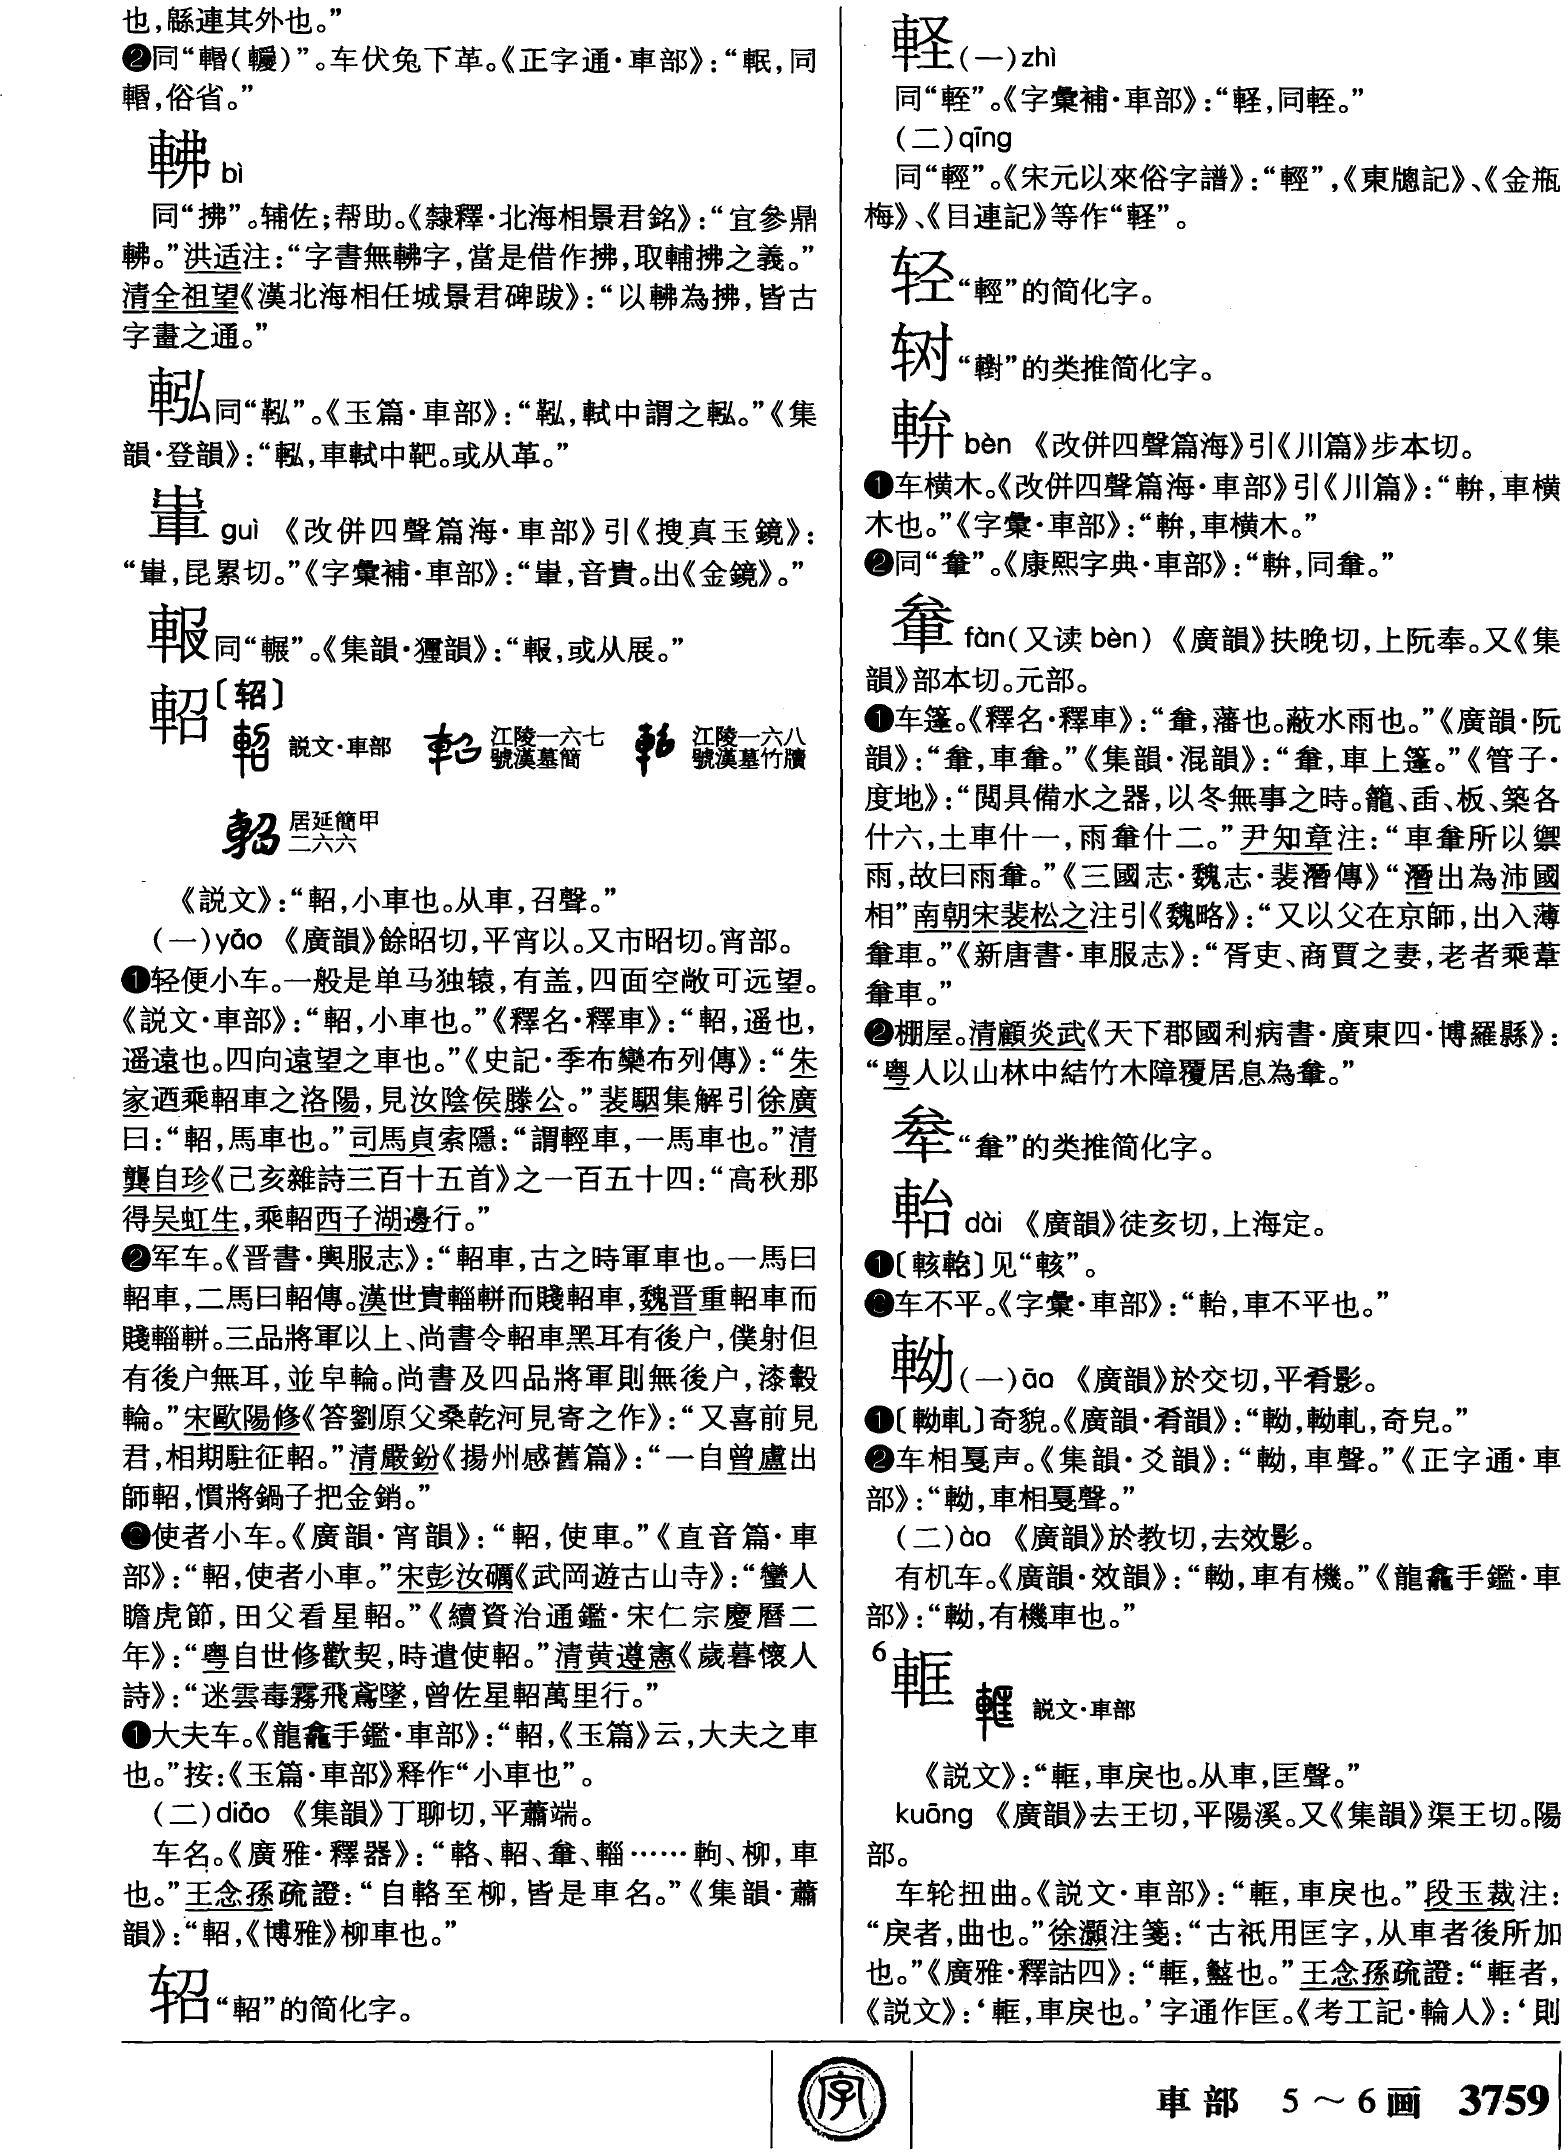 也，緜連其外也。”
❷同“䡣(䡬)”。车伏兔下革。《正字通·車部》：“䡑，同
䡣，俗省。”
䡟 bì
同“拂”。辅佐；帮助。《隸釋·北海相景君銘》：“宜參鼎
䡟。”洪适注：“字書無䡟字，當是借作拂，取輔拂之義。”
清全祖望《漢北海相任城景君碑跋》：“以䡟為拂，皆古
字畫之通。”
䡏同“鞃”。《玉篇·車部》：“鞃，軾中謂之䡏。”《集
韻·登韻》：“䡏，車軾中靶。或从革。”
guì 《改併四聲篇海·車部》引《搜真玉鏡》：
，昆累切。”《字彙補·車部》：“，音貴。出《金鏡》。”
報同“輾”。《集韻·𤣗韻》：“報，或从展。”
軺〔轺〕
説文·車部 江陵一六七號漢墓簡 江陵一六八號漢墓竹牘
居延簡甲二六六
《説文》：“軺，小車也。从車，召聲。”
(一)yáo 《廣韻》餘昭切，平宵以。又市昭切。宵部。
❶轻便小车。一般是单马独辕，有盖，四面空敞可远望。
《説文·車部》：“軺，小車也。”《釋名·釋車》：“軺，遥也，
遥遠也。四向遠望之車也。”《史記·季布欒布列傳》：“朱
家迺乘軺車之洛陽，見汝陰侯滕公。”裴駰集解引徐廣
曰：“軺，馬車也。”司馬貞索隱：“謂輕車，一馬車也。”清
龔自珍《己亥雜詩三百十五首》之一百五十四：“高秋那
得吴虹生，乘軺西子湖邊行。”
❷军车。《晋書·輿服志》：“軺車，古之時軍車也。一馬曰
軺車，二馬曰軺傳。漢世貴輜軿而賤軺車，魏晋重軺車而
賤輜軿。三品將軍以上、尚書令軺車黑耳有後户，僕射但
有後户無耳，並皁輪。尚書及四品將軍則無後户，漆轂
輪。”宋歐陽修《答劉原父桑乾河見寄之作》：“又喜前見
君，相期駐征軺。”清嚴鈖《揚州感舊篇》：“一自曾盧出
師軺，慣將鍋子把金銷。”
❸使者小车。《廣韻·宵韻》：“軺，使車。”《直音篇·車
部》：“軺，使者小車。”宋彭汝礪《武岡遊古山寺》：“蠻人
瞻虎節，田父看星軺。”《續資治通鑑·宋仁宗慶曆二
年》：“粤自世修歡契，時遣使軺。”清黄遵憲《歲暮懷人
詩》：“迷雲毒霧飛鳶墜，曾佐星軺萬里行。”
❹大夫车。《龍龕手鑑·車部》：“軺，《玉篇》云，大夫之車
也。”按：《玉篇·車部》释作“小車也”。
(二)diāo 《集韻》丁聊切，平蕭端。
车名。《廣雅·釋器》：“輅、軺、軬、輜……軥、柳，車
也。”王念孫疏證：“自輅至柳，皆是車名。”《集韻·蕭
韻》：“軺，《博雅》柳車也。”
轺“軺”的简化字。
軽(一)zhì
同“輊”。《字彙補·車部》：“軽，同輊。”
(二)qīng
同“輕”。《宋元以來俗字譜》：“輕”，《東牕記》、《金瓶
梅》、《目連記》等作“軽”。
轻“輕”的简化字。
“轛”的类推简化字。
bèn 《改併四聲篇海》引《川篇》步本切。
❶车横木。《改併四聲篇海·車部》引《川篇》：“，車横
木也。”《字彙·車部》：“，車横木。”
❷同“軬”。《康熙字典·車部》：“，同軬。”
軬 fàn(又读bèn) 《廣韻》扶晚切，上阮奉。又《集
韻》部本切。元部。
❶车篷。《釋名·釋車》：“軬，藩也。蔽水雨也。”《廣韻·阮
韻》：“軬，車軬。”《集韻·混韻》：“軬，車上篷。”《管子·
度地》：“閲具備水之器，以冬無事之時。籠、臿、板、築各
什六，土車什一，雨軬什二。”尹知章注：“車軬所以禦
雨，故曰雨軬。”《三國志·魏志·裴潛傳》“潛出為沛國
相”南朝宋裴松之注引《魏略》：“又以父在京師，出入薄
軬車。”《新唐書·車服志》：“胥吏、商賈之妻，老者乘葦
軬車。”
❷棚屋。清顧炎武《天下郡國利病書·廣東四·博羅縣》：
“粤人以山林中結竹木障覆居息為軬。”
“軬”的类推简化字。
軩 dài 《廣韻》徒亥切，上海定。
❶〔䡗軩〕见“䡗”。
❷车不平。《字彙·車部》：“軩，車不平也。”
軪(一)āo 《廣韻》於交切，平肴影。
❶〔軪軋〕奇貌。《廣韻·肴韻》：“軪，軪軋，奇皃。”
❷车相戛声。《集韻·爻韻》：“軪，車聲。”《正字通·車
部》：“軪，車相戛聲。”
(二)ào 《廣韻》於教切，去效影。
有机车。《廣韻·效韻》：“軪，車有機。”《龍龕手鑑·車
部》：“軪，有機車也。”
6
軭 説文·車部
《説文》：“軭，車戾也。从車，匡聲。”
kuāng 《廣韻》去王切，平陽溪。又《集韻》渠王切。陽
部。
车轮扭曲。《説文·車部》：“軭，車戾也。”段玉裁注：
“戾者，曲也。”徐灝注箋：“古祇用匡字，从車者後所加
也。”《廣雅·釋詁四》：“軭，盭也。”王念孫疏證：“軭者，
《説文》：‘軭，車戾也。’字通作匡。《考工記·輪人》：‘則
字
車部 5～6画 3759